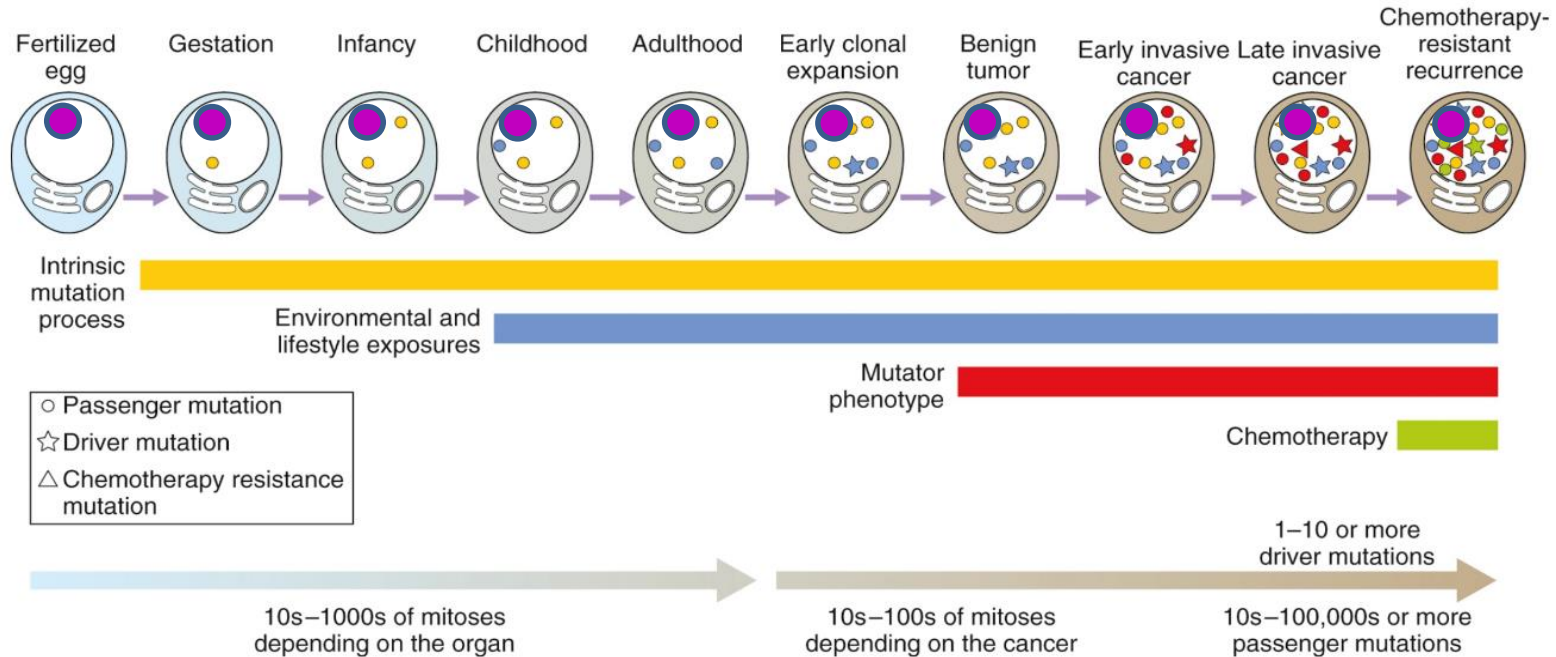 Fertilized
egg
Gestation
Infancy
Childhood
Adulthood
Early clonal
expansion
Benign
tumor
Early invasive
cancer
Late invasive
cancer
Chemotherapy-
resistant
recurrence
Intrinsic
mutation
process
Environmental and
lifestyle exposures
Mutator
phenotype
Chemotherapy
Passenger mutation
Driver mutation
Chemotherapy resistance
mutation
1–10 or more
driver mutations
10s–1000s of mitoses
depending on the organ
10s–100s of mitoses
depending on the cancer
10s–100,000s or more
passenger mutations